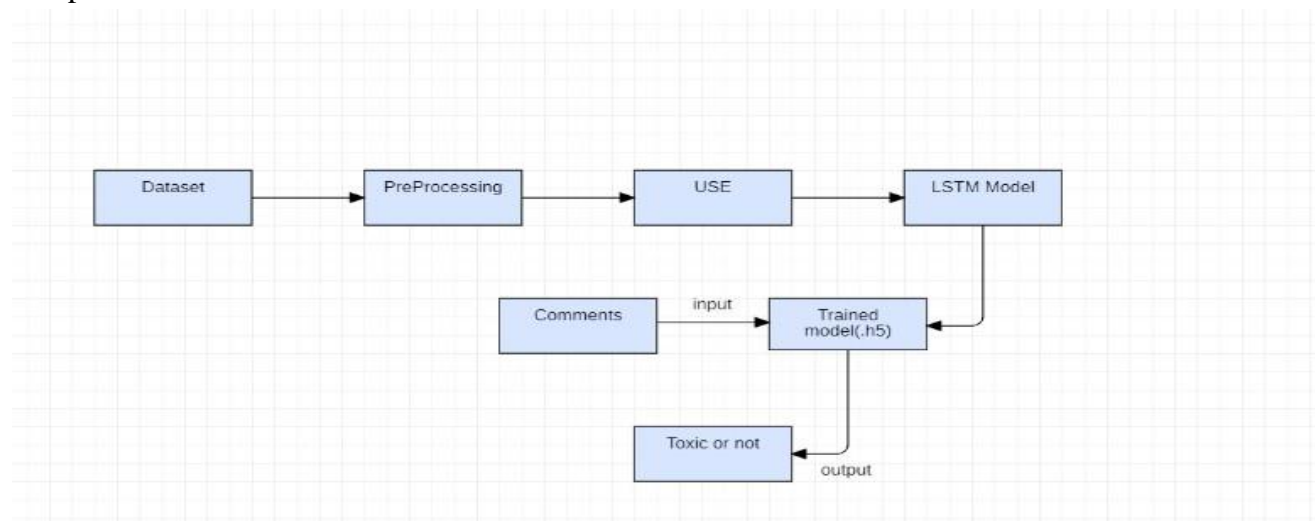 Dataset
PreProcessing
USE
LSTM Model
Comments
input
Trained
model(.h5)
Toxic or not
output